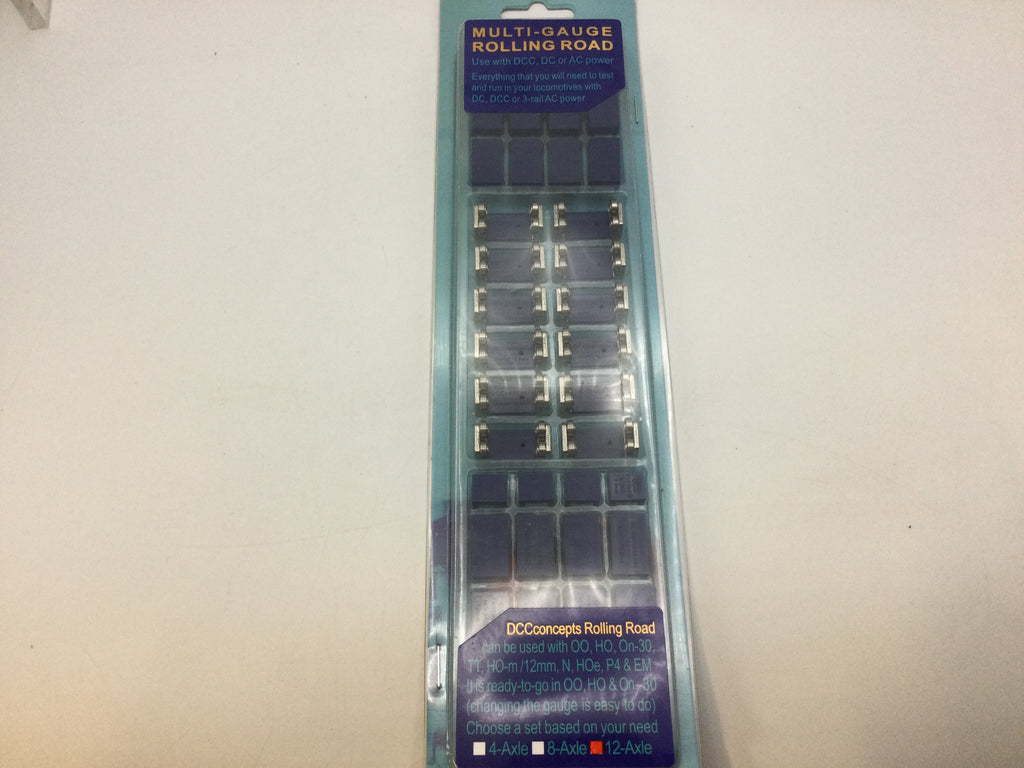 MULTI-GAUGE
ROLLING ROAD
Use with DCC, DC or AC power
Everything that you will need to test
and run in your locomotives with
DC, DCC or 3-rail AC power
DCCconcepts Rolling Road
can be used with OO, HO, On-30,
TT, HO-m /12mm, N, HOe, P4 & EM
It is ready-to-go in OO, HO & On-30
(changing the gauge is easy to do)
Choose a set based on your need
4-Axle 8-Axle 12-Axle